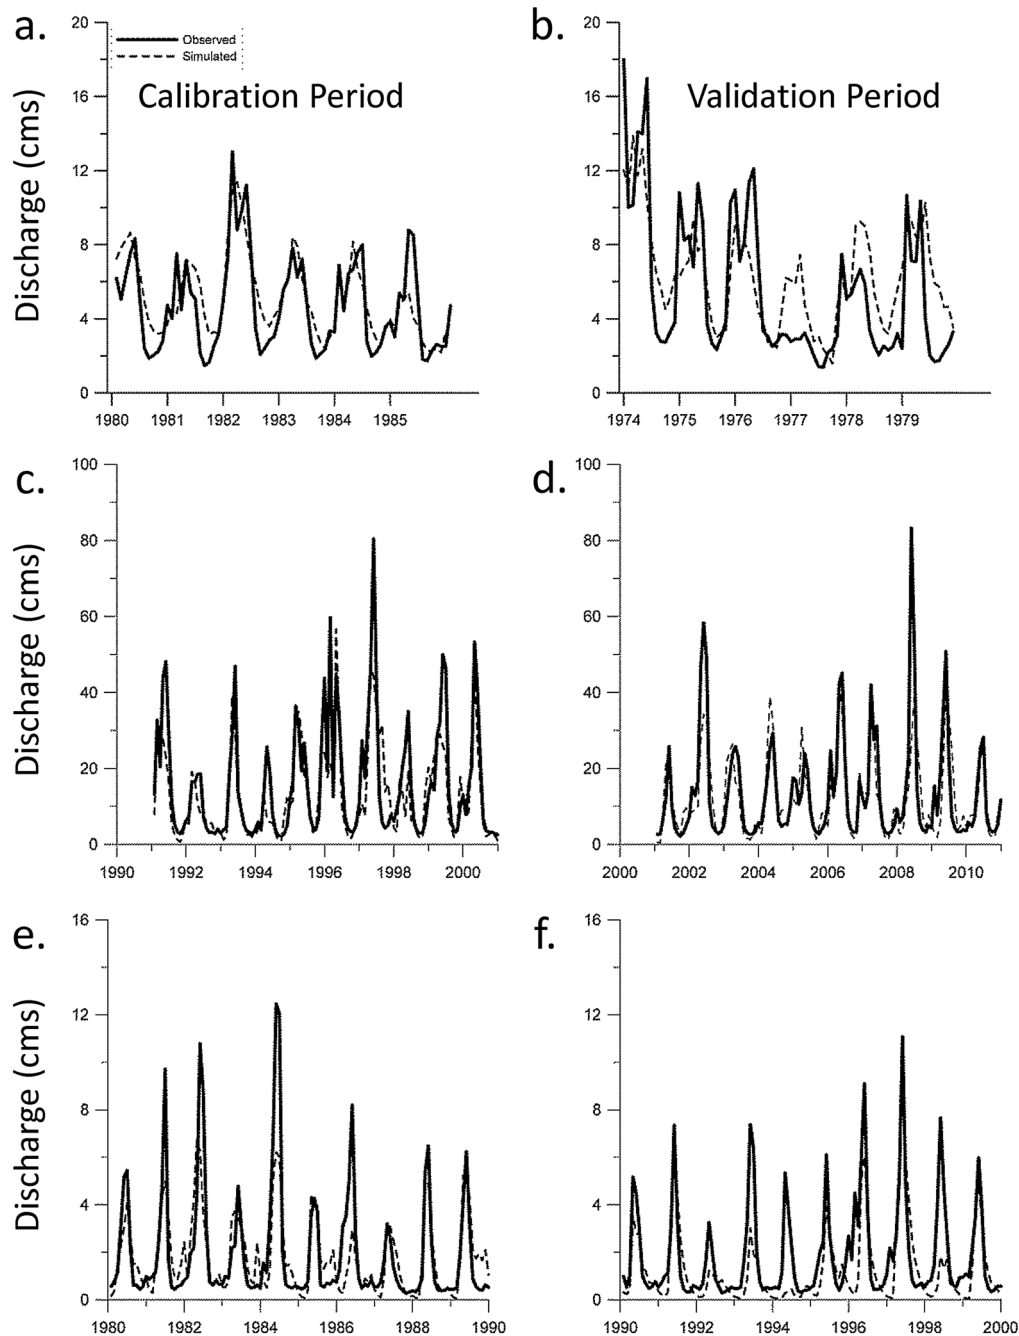 a.
Observed
Simulated
Calibration Period
Discharge (cms)
20
16
12
8
4
0
1980 1981 1982 1983 1984 1985
b.
Validation Period
20
16
12
8
4
0
1974 1975 1976 1977 1978 1979
c.
Discharge (cms)
100
80
60
40
20
0
1990 1992 1994 1996 1998 2000
d.
100
80
60
40
20
0
2000 2002 2004 2006 2008 2010
e.
Discharge (cms)
16
12
8
4
0
1980 1982 1984 1986 1988 1990
f.
16
12
8
4
0
1990 1992 1994 1996 1998 2000